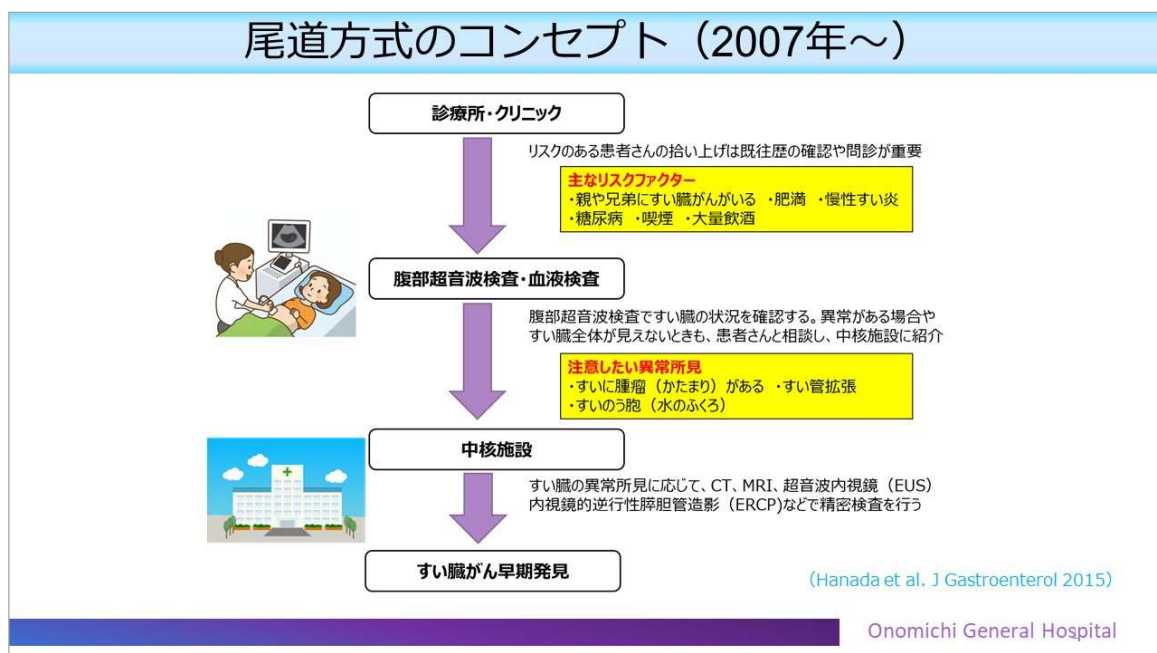 尾道方式のコンセプト（2007年～）
診療所・クリニック
リスクのある患者さんの拾い上げは既往歴の確認や問診が重要
主なリスクファクター
・親や兄弟にすい臓がんがいる ・肥満 ・慢性すい炎
・糖尿病 ・喫煙 ・大量飲酒
腹部超音波検査・血液検査
腹部超音波検査ですい臓の状況を確認する。異常がある場合や
すい臓全体が見えないときも、患者さんと相談し、中核施設に紹介
注意したい異常所見
・すいに腫瘤（かたまり）がある ・すい管拡張
・すいのう胞（水のふくろ）
中核施設
すい臓の異常所見に応じて、CT、MRI、超音波内視鏡（EUS）
内視鏡的逆行性膵胆管造影（ERCP)などで精密検査を行う
すい臓がん早期発見
（Hanada et al. J Gastroenterol 2015）
Onomichi General Hospital